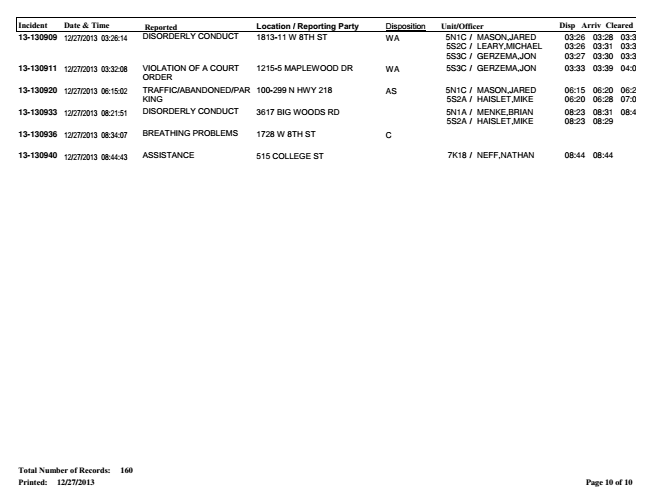 Incident Date & Time Reported Location / Reporting Party Disposition Unit/Officer Disp Arriv Cleared
13-130909 12/27/2013 03:26:14 DISORDERLY CONDUCT 1813-11 W 8TH ST WA 5N1C / MASON,JARED 03:26 03:28 03:3
5S2C / LEARY,MICHAEL 03:26 03:31 03:3
5S3C / GERZEMA,JON 03:27 03:30 03:3
13-130911 12/27/2013 03:32:08 VIOLATION OF A COURT 1215-5 MAPLEWOOD DR WA 5S3C / GERZEMA,JON 03:33 03:39 04:0
ORDER
13-130920 12/27/2013 06:15:02 TRAFFIC/ABANDONED/PAR 100-299 N HWY 218 AS 5N1C / MASON,JARED 06:15 06:20 06:2
KING 5S2A / HAISLET,MIKE 06:20 06:28 07:0
13-130933 12/27/2013 08:21:51 DISORDERLY CONDUCT 3617 BIG WOODS RD 5N1A / MENKE,BRIAN 08:23 08:31 08:4
5S2A / HAISLET,MIKE 08:23 08:29
13-130936 12/27/2013 08:34:07 BREATHING PROBLEMS 1728 W 8TH ST C
13-130940 12/27/2013 08:44:43 ASSISTANCE 515 COLLEGE ST 7K18 / NEFF,NATHAN 08:44 08:44
Total Number of Records: 160
Printed: 12/27/2013 Page 10 of 10